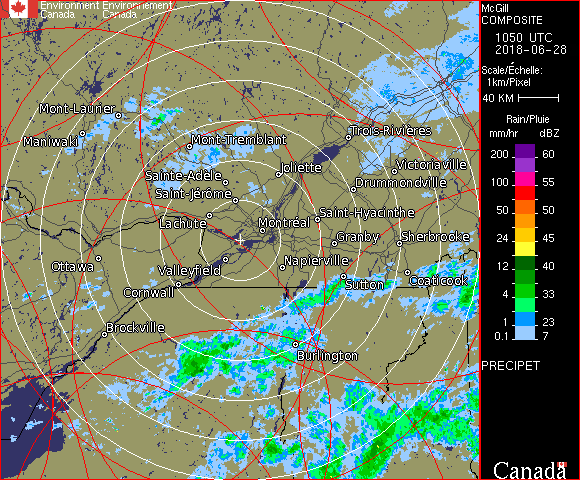 Environment Environnement
Canada Canada
McGill
COMPOSITE
1050 UTC
2018-06-28
Scale/Échelle:
1km/Pixel
40 KM
Rain/Pluie
mm/hr dBZ
200 60
100 55
50 50
24 45
12 40
4 33
1 23
0.1 7
PRECIPET
Canada
Mont-Laurier
Maniwaki
Mont-Tremblant
Trois-Rivières
Joliette
Victoriaville
Sainte-Adèle
Drummondville
Saint-Jérôme
Saint-Hyacinthe
Lachute
Montréal
Granby
Sherbrooke
Ottawa
Valleyfield
Napierville
Cornwall
Sutton
Coaticook
Brockville
Burlington